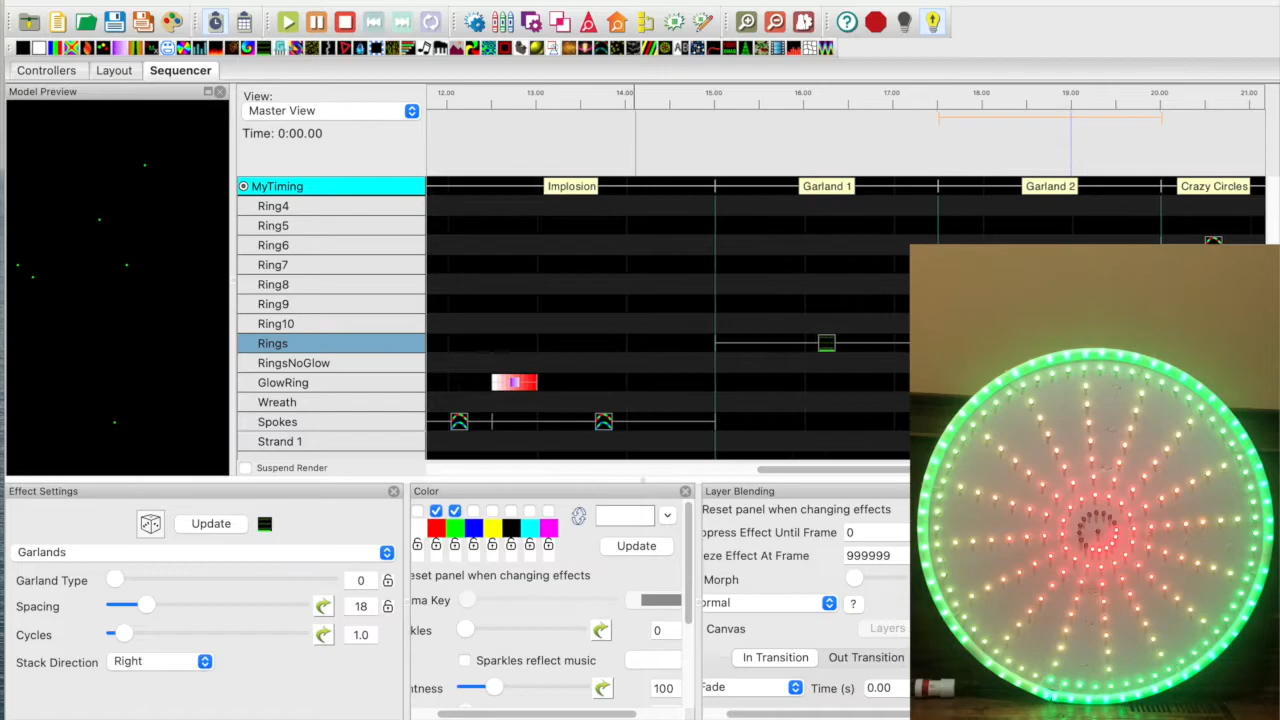 Controllers
Layout
Sequencer
Model Preview
View:
Master View
Time: 0:00.00
12.00 13.00 14.00 15.00 16.00 17.00 18.00 19.00 20.00 21.00
MyTiming
Implosion
Garland 1
Garland 2
Crazy Circles
Ring4
Ring5
Ring6
Ring7
Ring8
Ring9
Ring10
Rings
RingsNoGlow
GlowRing
Wreath
Spokes
Strand 1
Suspend Render
Effect Settings
Update
Garlands
Garland Type 0
Spacing 18
Cycles 1.0
Stack Direction Right
Color
Update
eset panel when changing effects
ma Key
kles 0
Sparkles reflect music
ntness 100
Layer Blending
Reset panel when changing effects
ppress Effect Until Frame 0
eze Effect At Frame 999999
Morph
ormal ?
Canvas Layers
In Transition Out Transition
Fade Time (s) 0.00